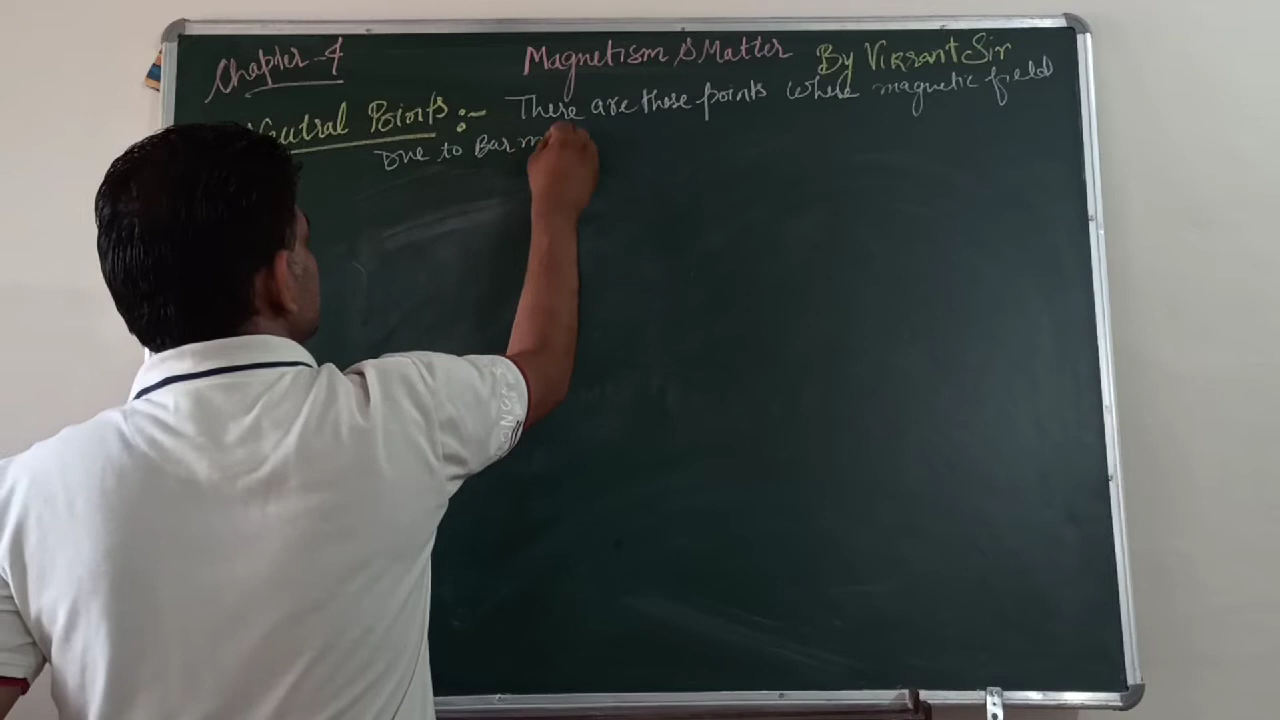 Chapter-4 Magnetism & Matter By Vikrant Sir
Neutral Points :- There are those points where magnetic field
Due to Bar m